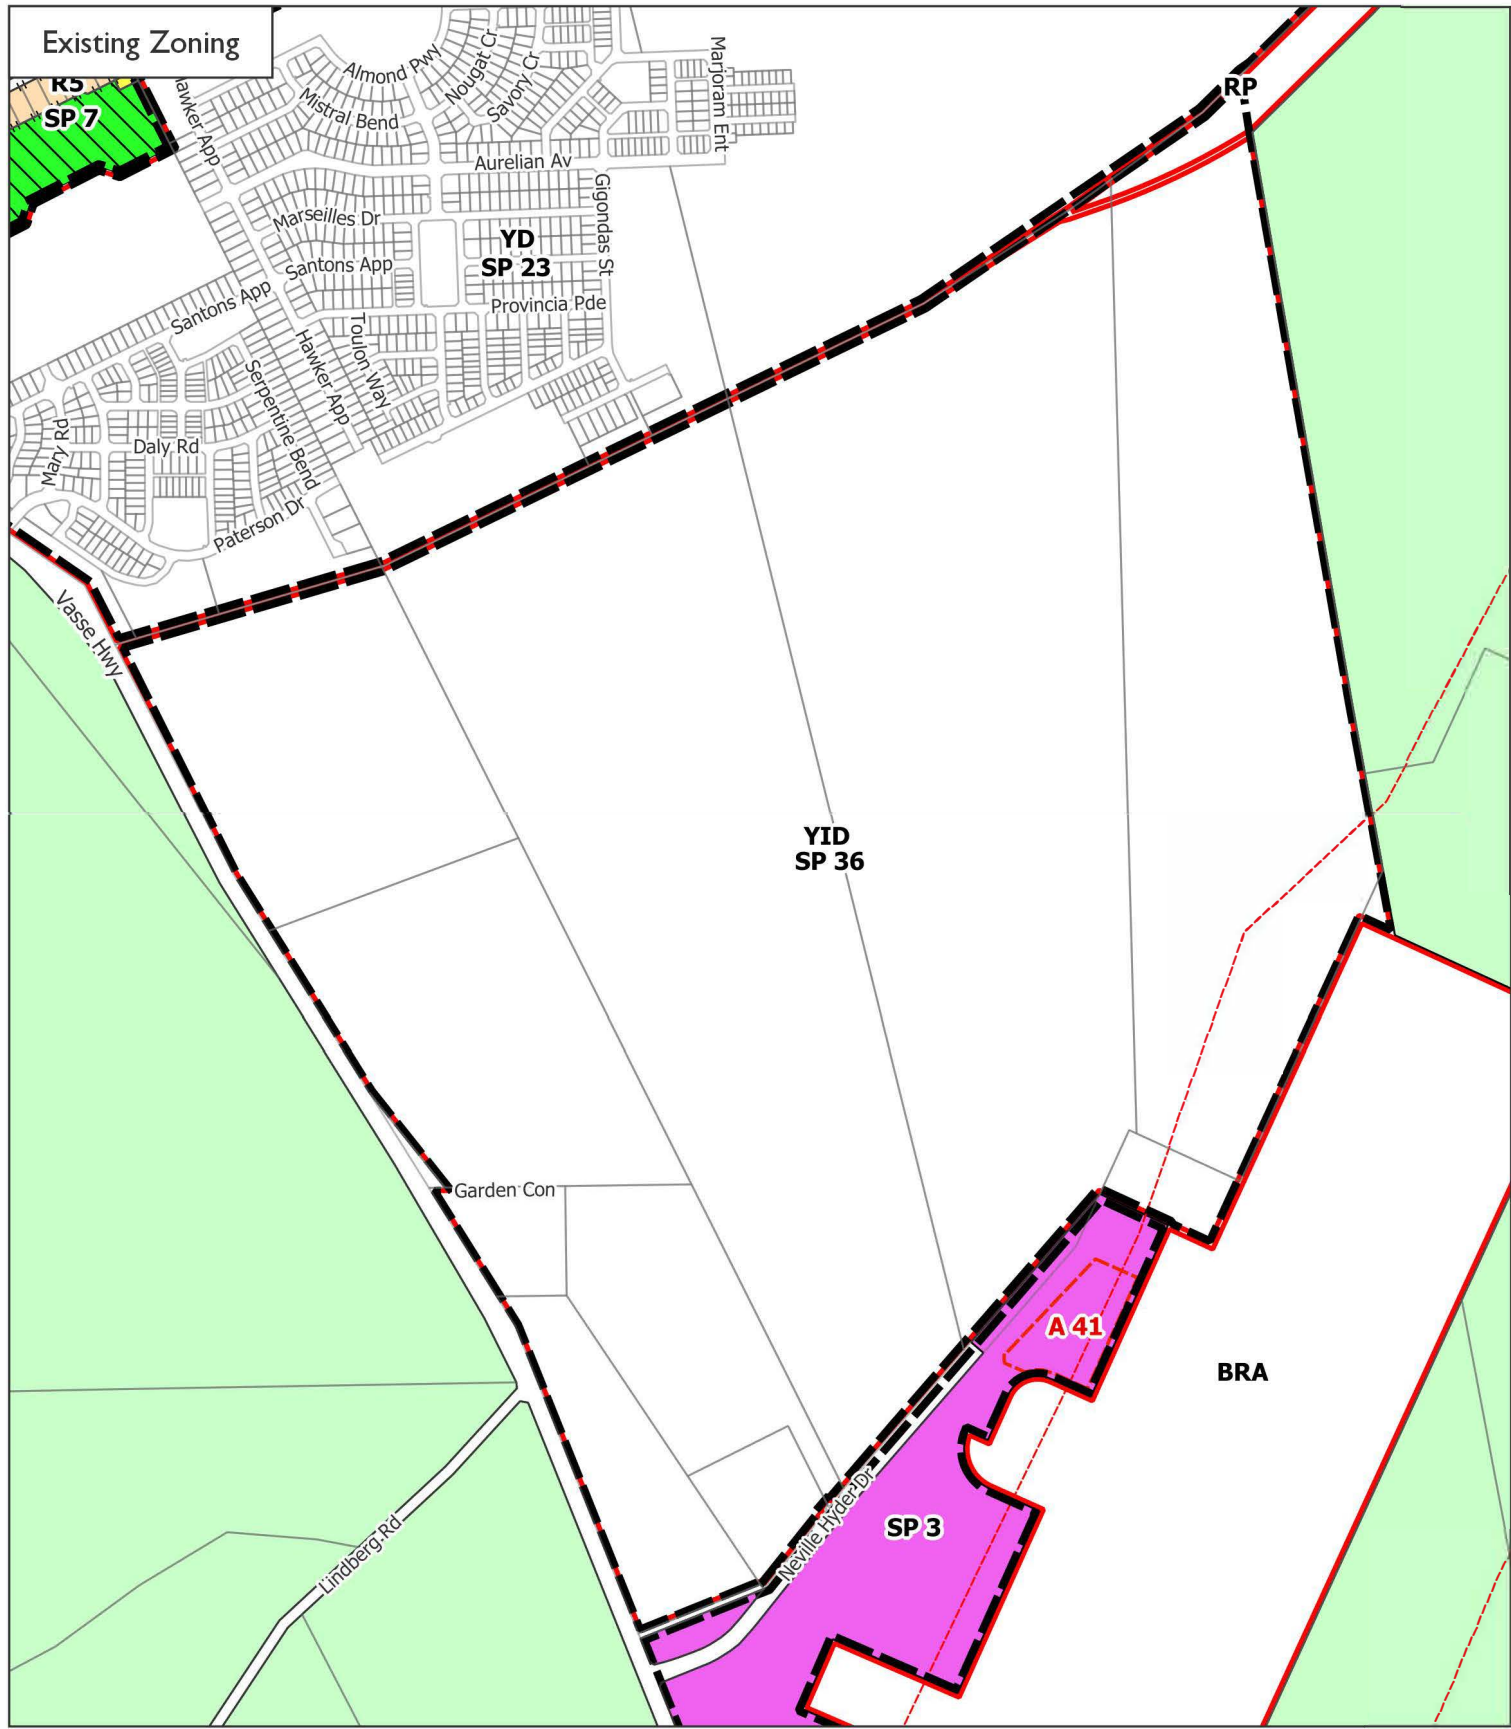 Existing Zoning
R5
SP 7
Hawker App
Almond Pwy
Nougat Cr
Savory Cr
Mistral Bend
Marjoram Ent
RP
Aurelian Av
Gigondas St
Marseilles Dr
YD
SP 23
Santons App
Santons App
Provincia Pde
Toulon Way
Hawker App
Serpentine Bend
Mary Rd
Daly Rd
Paterson Dr
Vasse Hwy
YID
SP 36
Garden Con
A 41
BRA
Neville Hyder Dr
SP 3
Lindberg Rd